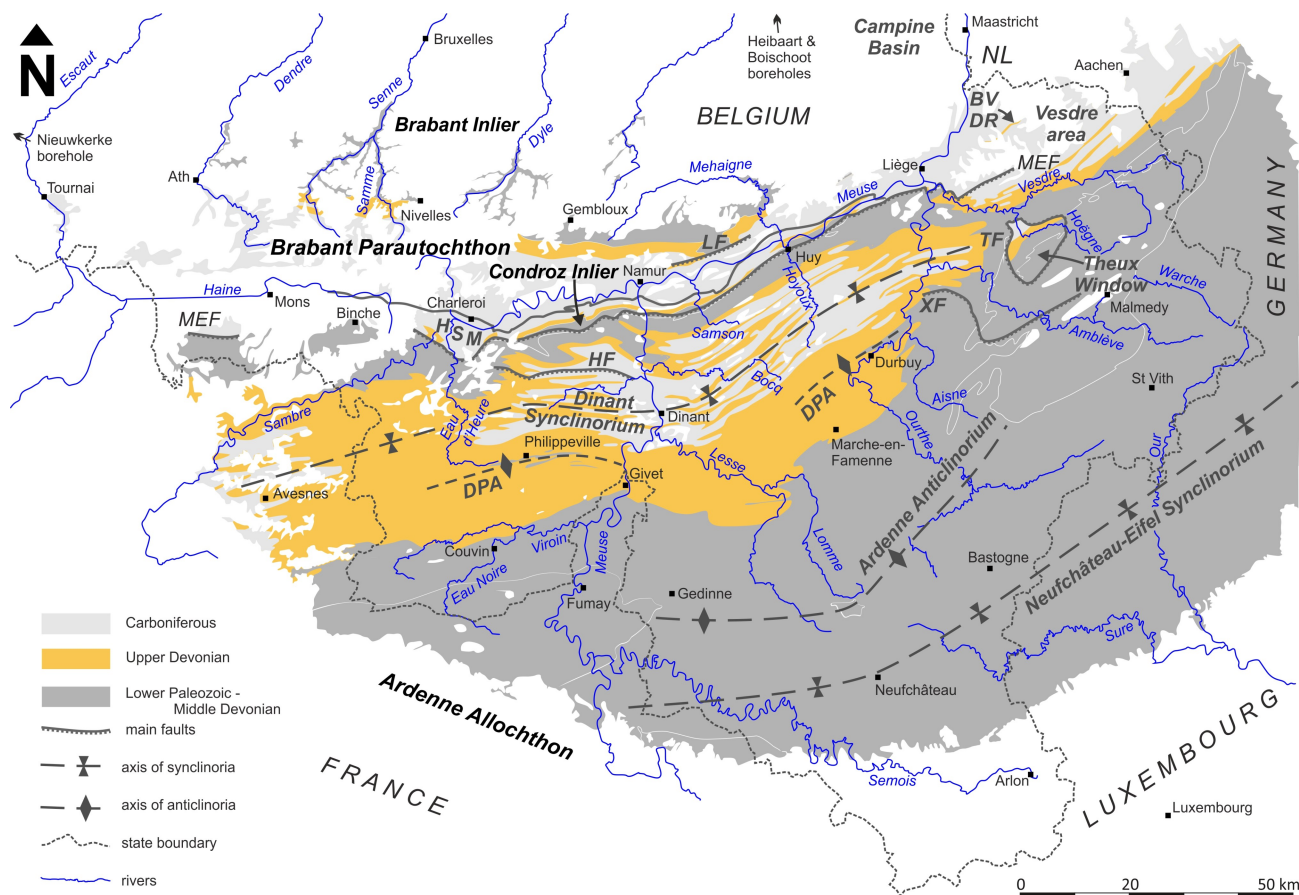 N
Escaut
Dendre
Senne
Bruxelles
Heibaart &
Boischoot
boreholes
Campine
Basin
Maastricht
NL
Aachen
Nieuwkerke
borehole
Tournai
Ath
Samme
Brabant Inlier
Dyle
Nivelles
BELGIUM
BV
DR
Vesdre
area
Mehaigne
Liège
Meuse
MEF
Vesdre
GERMANY
Gembloux
Brabant Parautochthon
LF
Huy
Hoyoux
TF
Hoëgne
Theux
Window
Warche
Malmedy
Condroz Inlier
Namur
Haine
Mons
Charleroi
Binche
MEF
HSM
Samson
XF
Amblève
HF
Bocq
Durbuy
St Vith
Dinant
Synclinorium
Dinant
DPA
Aisne
Sambre
Eau
d'Heure
Ourthe
Our
Philippeville
Lesse
Marche-en-
Famenne
DPA
Givet
Avesnes
Ardenne Anticlinorium
Neufchâteau-Eifel Synclinorium
Couvin
Viroin
Meuse
Lomme
Bastogne
Eau Noire
Fumay
Gedinne
Sure
Neufchâteau
Ardenne Allochthon
FRANCE
Semois
Arlon
LUXEMBOURG
Luxembourg
Carboniferous
Upper Devonian
Lower Paleozoic -
Middle Devonian
main faults
axis of synclinoria
axis of anticlinoria
state boundary
rivers
0 20 50 km